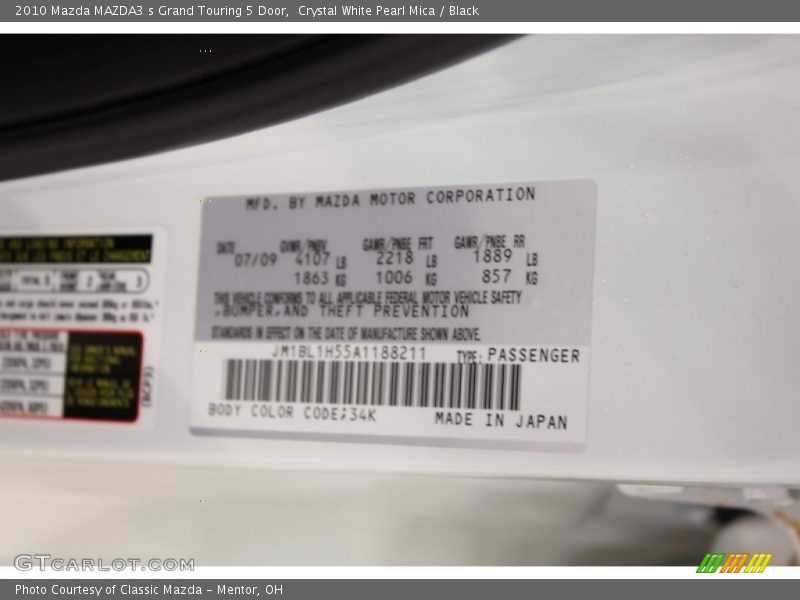 2010 Mazda MAZDA3 s Grand Touring 5 Door, Crystal White Pearl Mica / Black
MFD. BY MAZDA MOTOR CORPORATION
DATE GVWR/PNBV GAWR/PNBE FRT GAWR/PNBE RR
07/09 4107 LB 2218 LB 1889 LB
1863 KG 1006 KG 857 KG
THIS VEHICLE CONFORMS TO ALL APPLICABLE FEDERAL MOTOR VEHICLE SAFETY
,BUMPER,AND THEFT PREVENTION
STANDARDS IN EFFECT ON THE DATE OF MANUFACTURE SHOWN ABOVE.
JM1BL1H55A1188211 TYPE: PASSENGER
BODY COLOR CODE;34K MADE IN JAPAN
(BCP3)
GTCARLOT.COM
Photo Courtesy of Classic Mazda - Mentor, OH